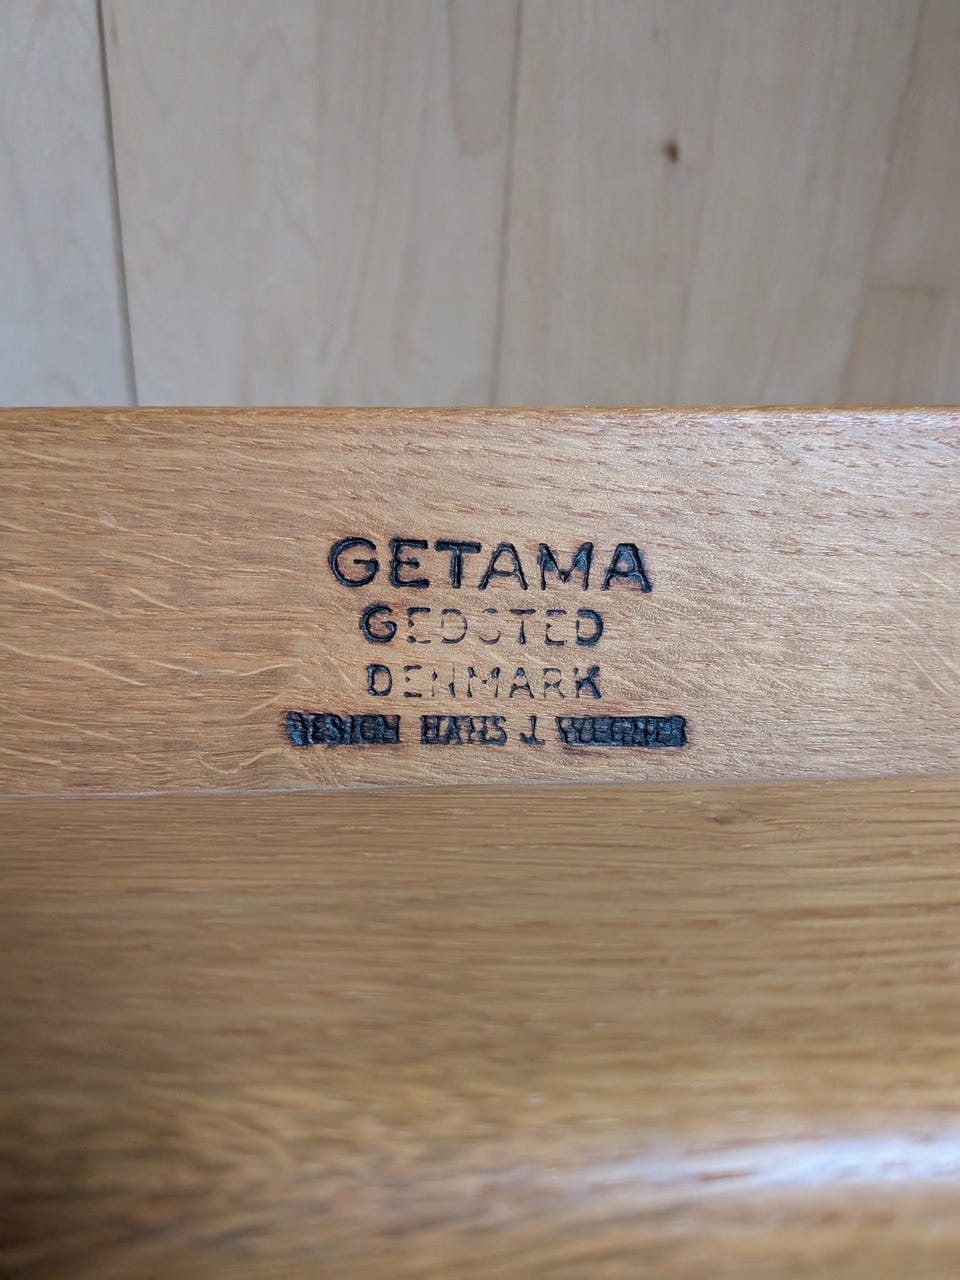 GETAMA
GEDSTED
DENMARK
DESIGN HANS J. WEGNER